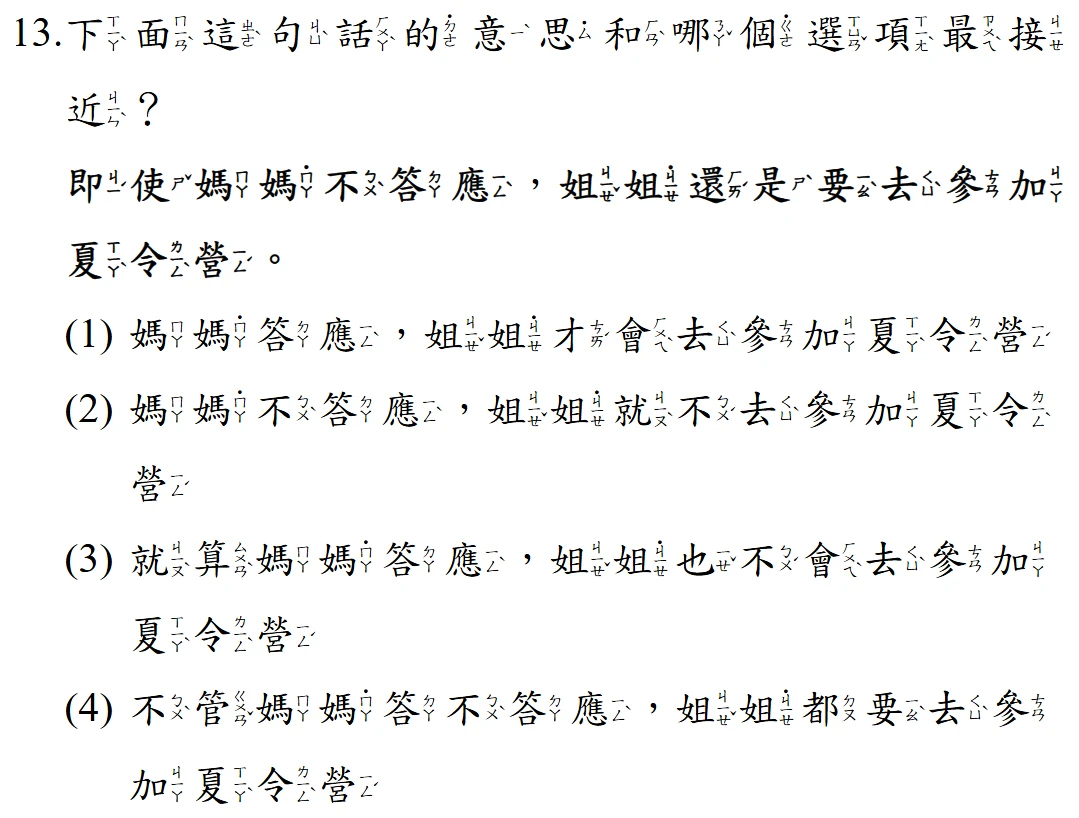 13.下面這句話的意思和哪個選項最接
近？
即使媽媽不答應，姐姐還是要去參加
夏令營。
(1) 媽媽答應，姐姐才會去參加夏令營
(2) 媽媽不答應，姐姐就不去參加夏令
營
(3) 就算媽媽答應，姐姐也不會去參加
夏令營
(4) 不管媽媽答不答應，姐姐都要去參
加夏令營